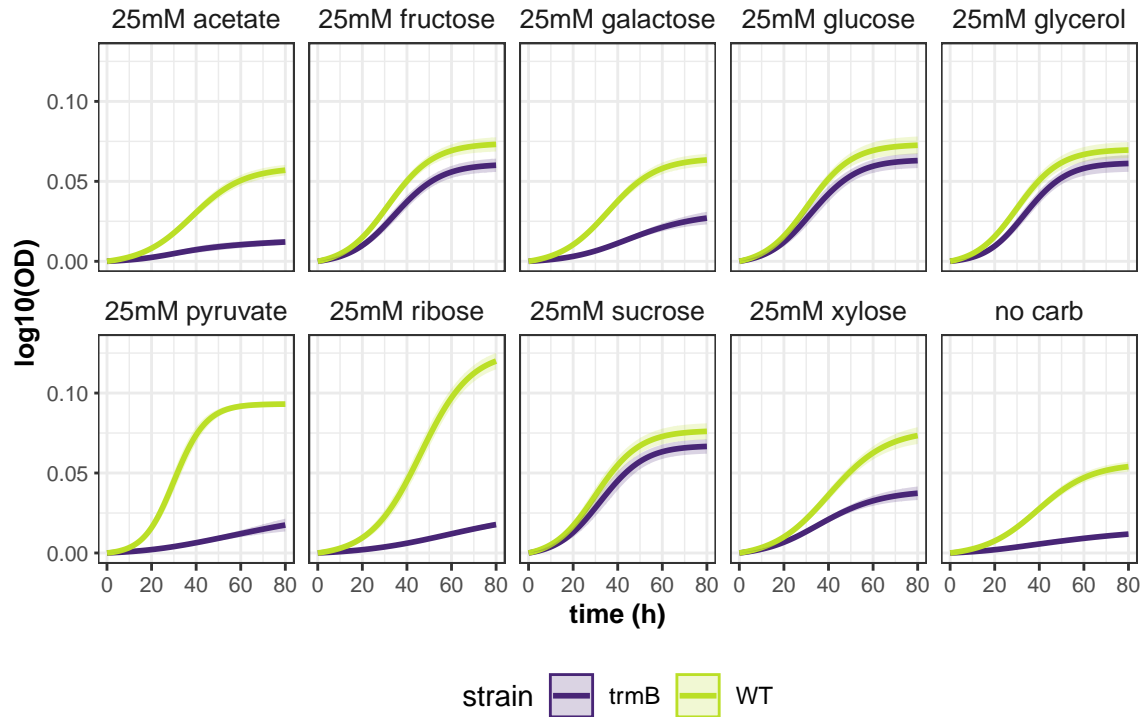 25mM acetate 25mM fructose 25mM galactose 25mM glucose 25mM glycerol
0.10
0.05
0.00
25mM pyruvate 25mM ribose 25mM sucrose 25mM xylose no carb
0.10
0.05
0.00
0 20 40 60 80 0 20 40 60 80 0 20 40 60 80 0 20 40 60 80 0 20 40 60 80
log10(OD)
time (h)
strain trmB WT